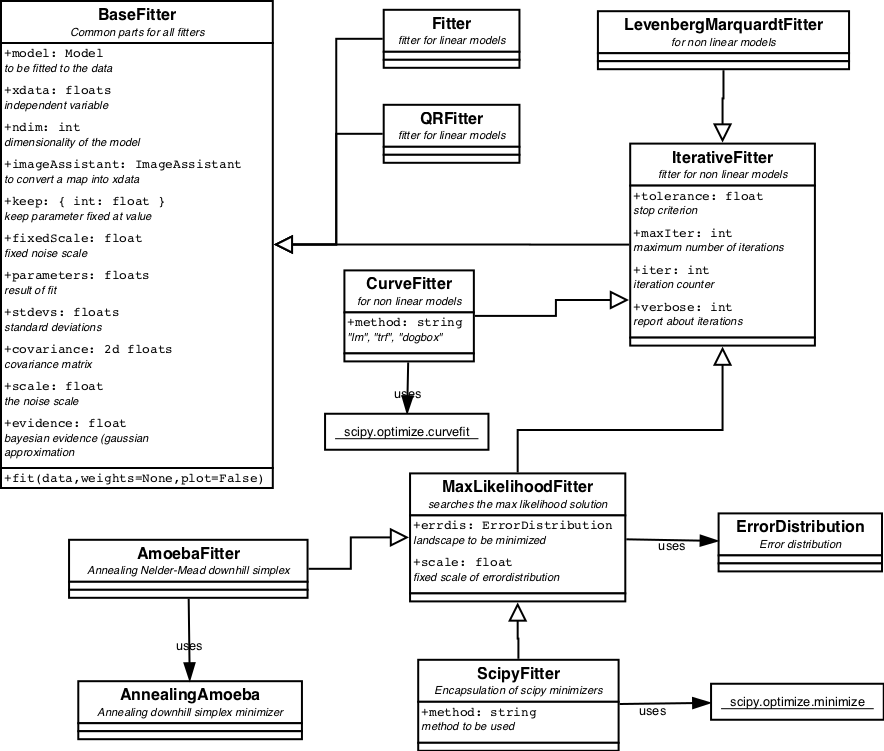 BaseFitter
Common parts for all fitters
+model: Model
to be fitted to the data
+xdata: floats
independent variable
+ndim: int
dimensionality of the model
+imageAssistant: ImageAssistant
to convert a map into xdata
+keep: { int: float }
keep parameter fixed at value
+fixedScale: float
fixed noise scale
+parameters: floats
result of fit
+stdevs: floats
standard deviations
+covariance: 2d floats
covariance matrix
+scale: float
the noise scale
+evidence: float
bayesian evidence (gaussian
approximation
+fit(data,weights=None,plot=False)
Fitter
fitter for linear models
QRFitter
fitter for linear models
LevenbergMarquardtFitter
for non linear models
IterativeFitter
fitter for non linear models
+tolerance: float
stop criterion
+maxIter: int
maximum number of iterations
+iter: int
iteration counter
+verbose: int
report about iterations
CurveFitter
for non linear models
+method: string
"lm", "trf", "dogbox"
uses
scipy.optimize.curvefit
MaxLikelihoodFitter
searches the max likelihood solution
+errdis: ErrorDistribution
landscape to be minimized
+scale: float
fixed scale of errordistribution
uses
ErrorDistribution
Error distribution
AmoebaFitter
Annealing Nelder-Mead downhill simplex
uses
AnnealingAmoeba
Annealing downhill simplex minimizer
ScipyFitter
Encapsulation of scipy minimizers
+method: string
method to be used
uses
scipy.optimize.minimize